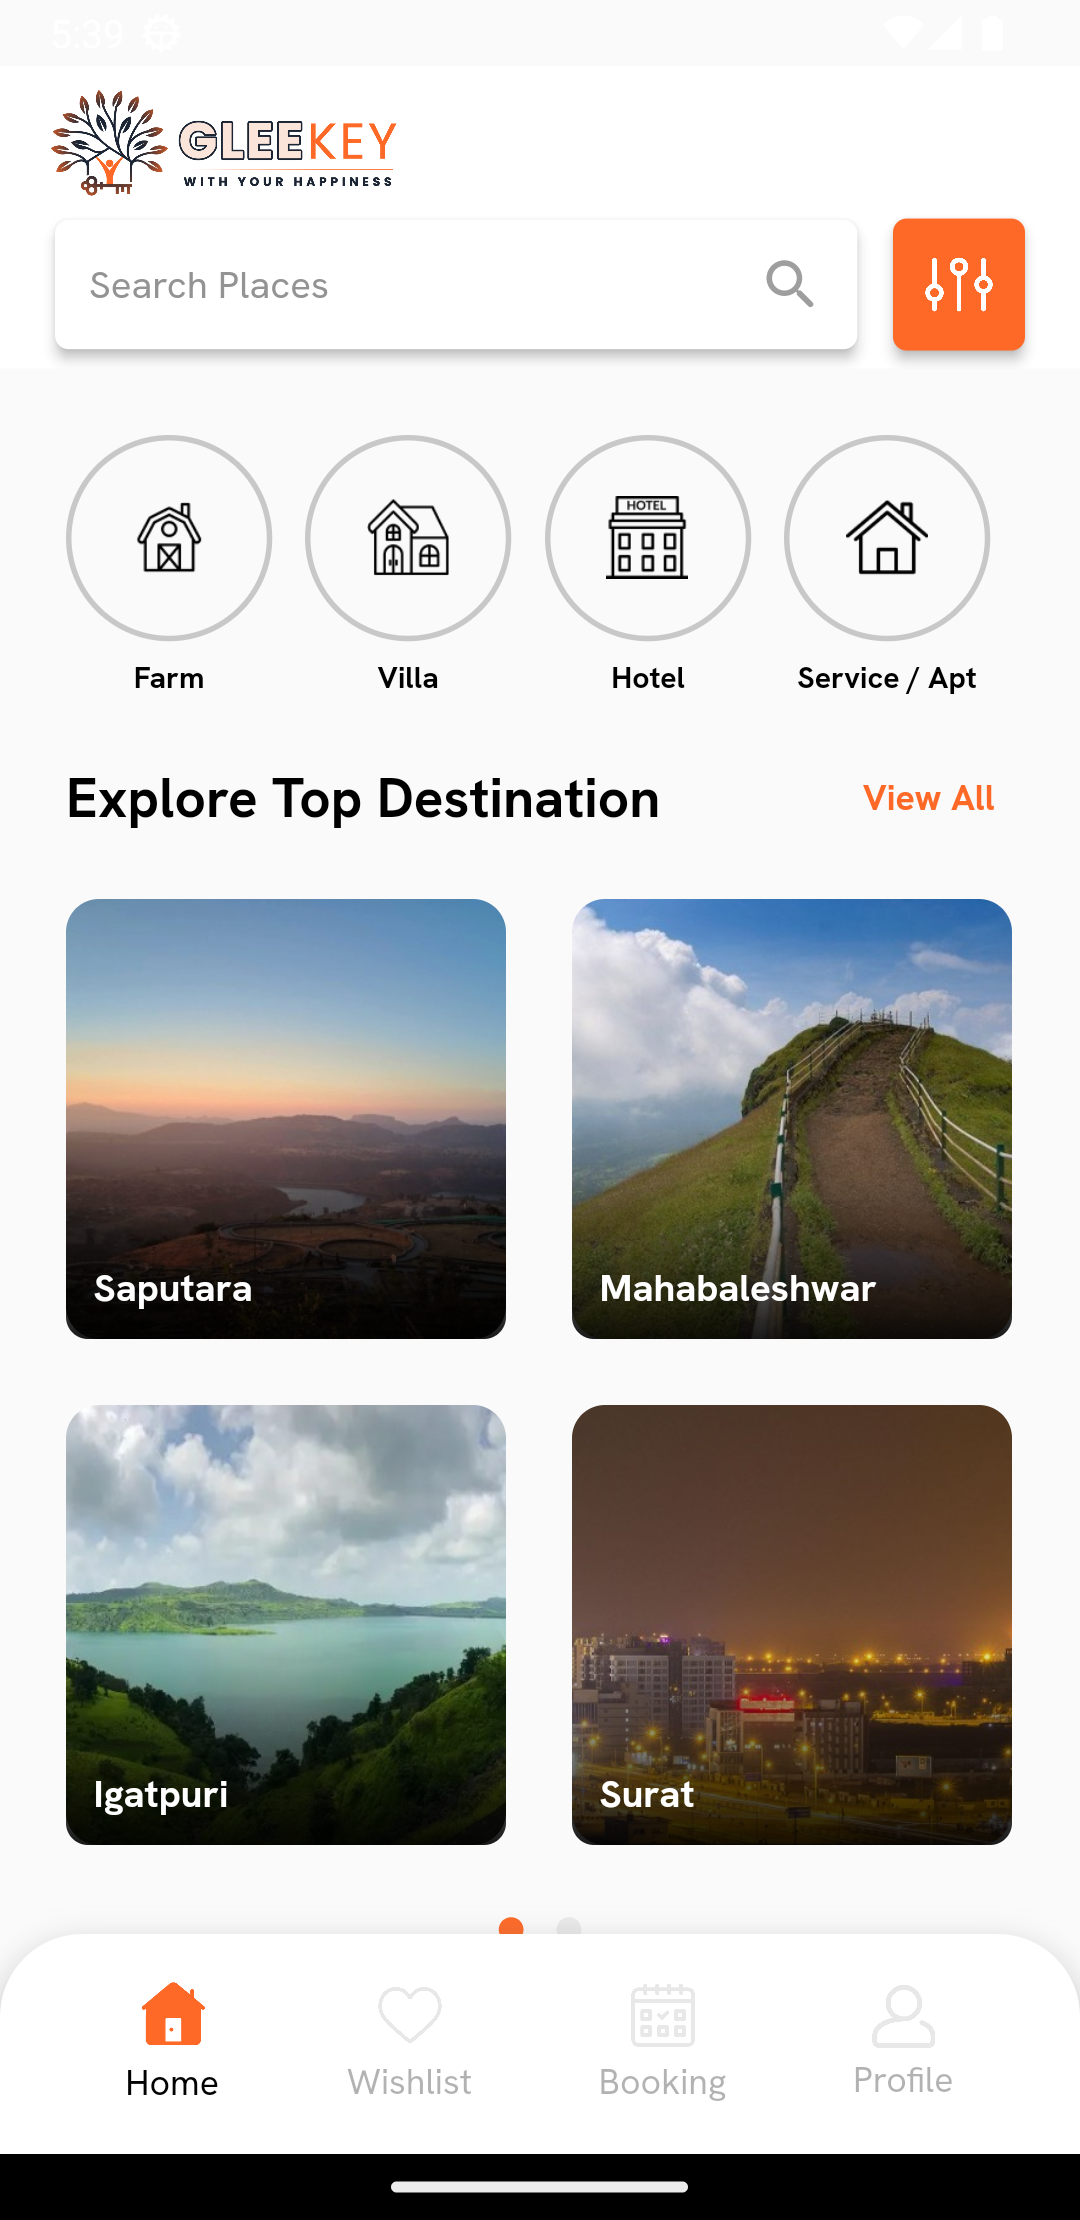 5:39
GLEEKEY
WITH YOUR HAPPINESS
Search Places
HOTEL
Farm
Villa
Hotel
Service / Apt
Explore Top Destination
View All
Saputara
Mahabaleshwar
Igatpuri
Surat
Home
Wishlist
Booking
Profile